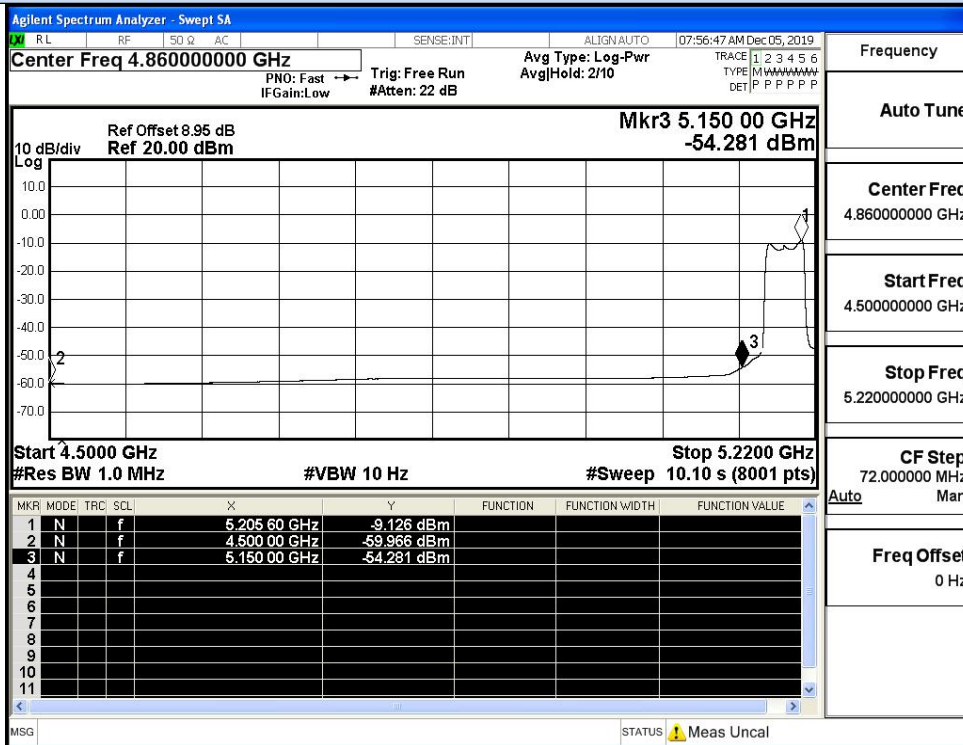 Agilent Spectrum Analyzer - Swept SA
LXI RL RF 50 Ω AC SENSE:INT ALIGN AUTO 07:56:47 AM Dec 05, 2019
Center Freq 4.860000000 GHz
PNO: Fast
IFGain:Low
Trig: Free Run
#Atten: 22 dB
Avg Type: Log-Pwr
Avg|Hold: 2/10
TRACE 1 2 3 4 5 6
TYPE M WWWWW
DET P P P P P P
Ref Offset 8.95 dB
10 dB/div Ref 20.00 dBm
Log
Mkr3 5.150 00 GHz
-54.281 dBm
10.0
0.00
-10.0
-20.0
-30.0
-40.0
-50.0
-60.0
-70.0
1
2
3
Start 4.5000 GHz Stop 5.2200 GHz
#Res BW 1.0 MHz #VBW 10 Hz #Sweep 10.10 s (8001 pts)
MKR MODE TRC SCL X Y FUNCTION FUNCTION WIDTH FUNCTION VALUE
1 N f 5.205 60 GHz -9.126 dBm
2 N f 4.500 00 GHz -59.966 dBm
3 N f 5.150 00 GHz -54.281 dBm
4
5
6
7
8
9
10
11
MSG STATUS Meas Uncal
Frequency
Auto Tune
Center Freq
4.860000000 GHz
Start Freq
4.500000000 GHz
Stop Freq
5.220000000 GHz
CF Step
72.000000 MHz
Auto Man
Freq Offset
0 Hz